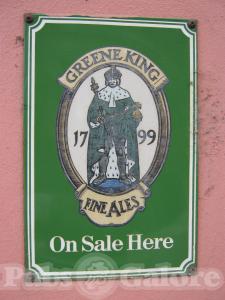 GREENE KING
17 99
FINE ALES
On Sale Here
Pubs Galore